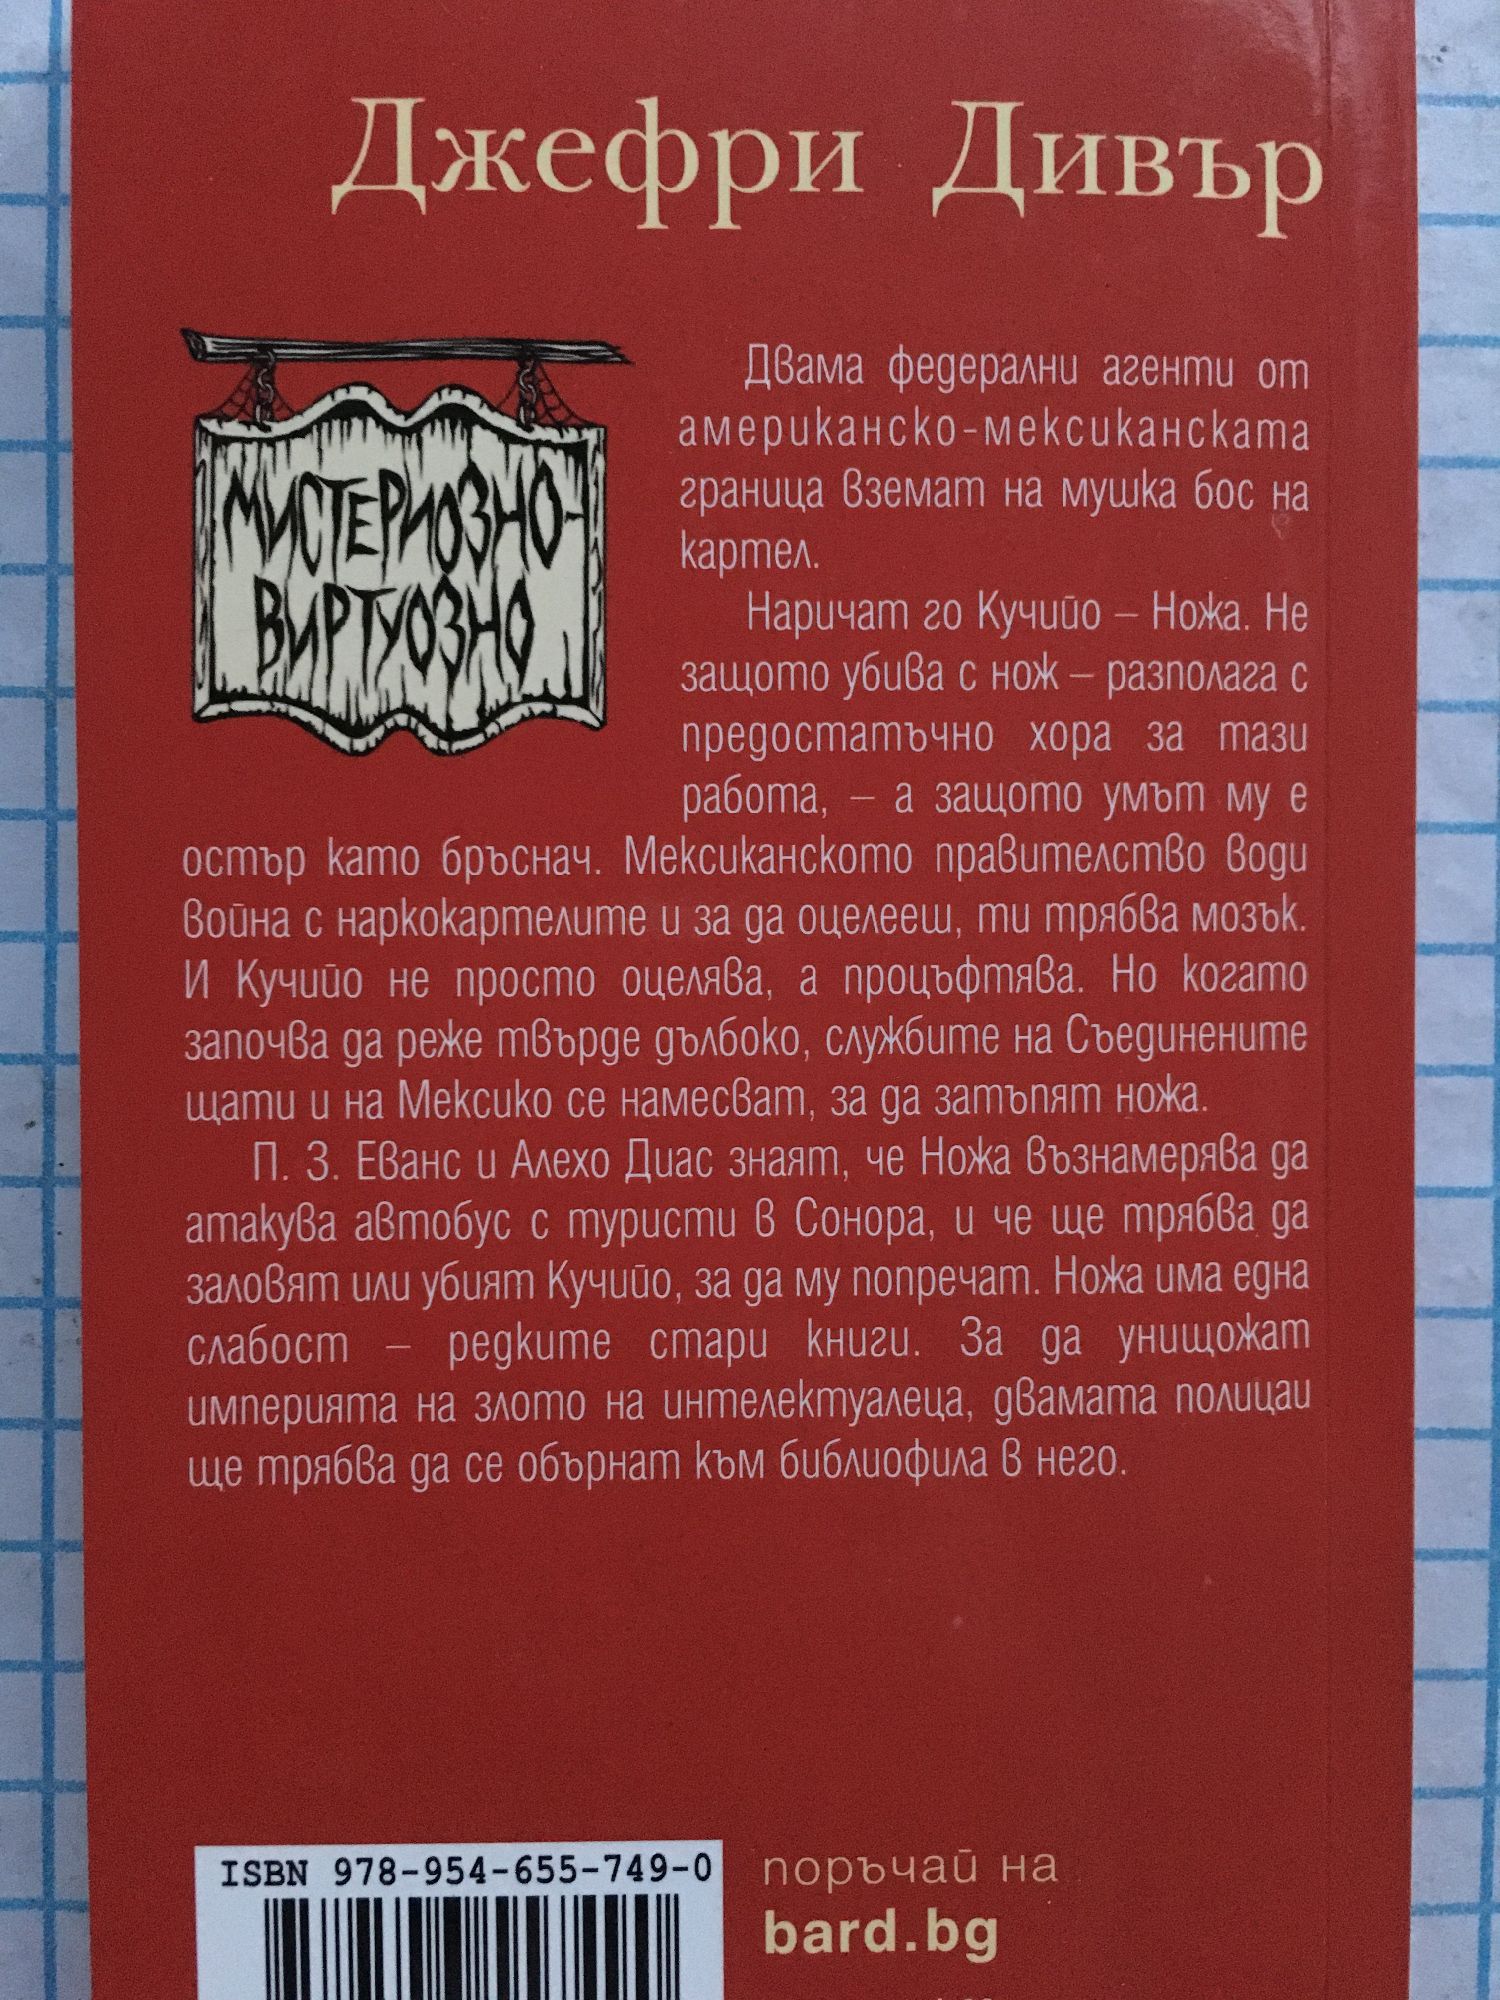 Джефри Дивър
МИСТЕРИОЗНО-
ВИРТУОЗНО
Двама федерални агенти от
американско-мексиканската
граница вземат на мушка бос на
картел.
Наричат го Кучийо – Ножа. Не
защото убива с нож – разполага с
предостатъчно хора за тази
работа, – а защото умът му е
остър като бръснач. Мексиканското правителство води
война с наркокартелите и за да оцелееш, ти трябва мозък.
И Кучийо не просто оцелява, а процъфтява. Но когато
започва да реже твърде дълбоко, службите на Съединените
щати и на Мексико се намесват, за да затъпят ножа.
П. З. Еванс и Алехо Диас знаят, че Ножа възнамерява да
атакува автобус с туристи в Сонора, и че ще трябва да
заловят или убият Кучийо, за да му попречат. Ножа има една
слабост – редките стари книги. За да унищожат
империята на злото на интелектуалеца, двамата полицаи
ще трябва да се обърнат към библиофила в него.
ISBN 978-954-655-749-0
поръчай на
bard.bg